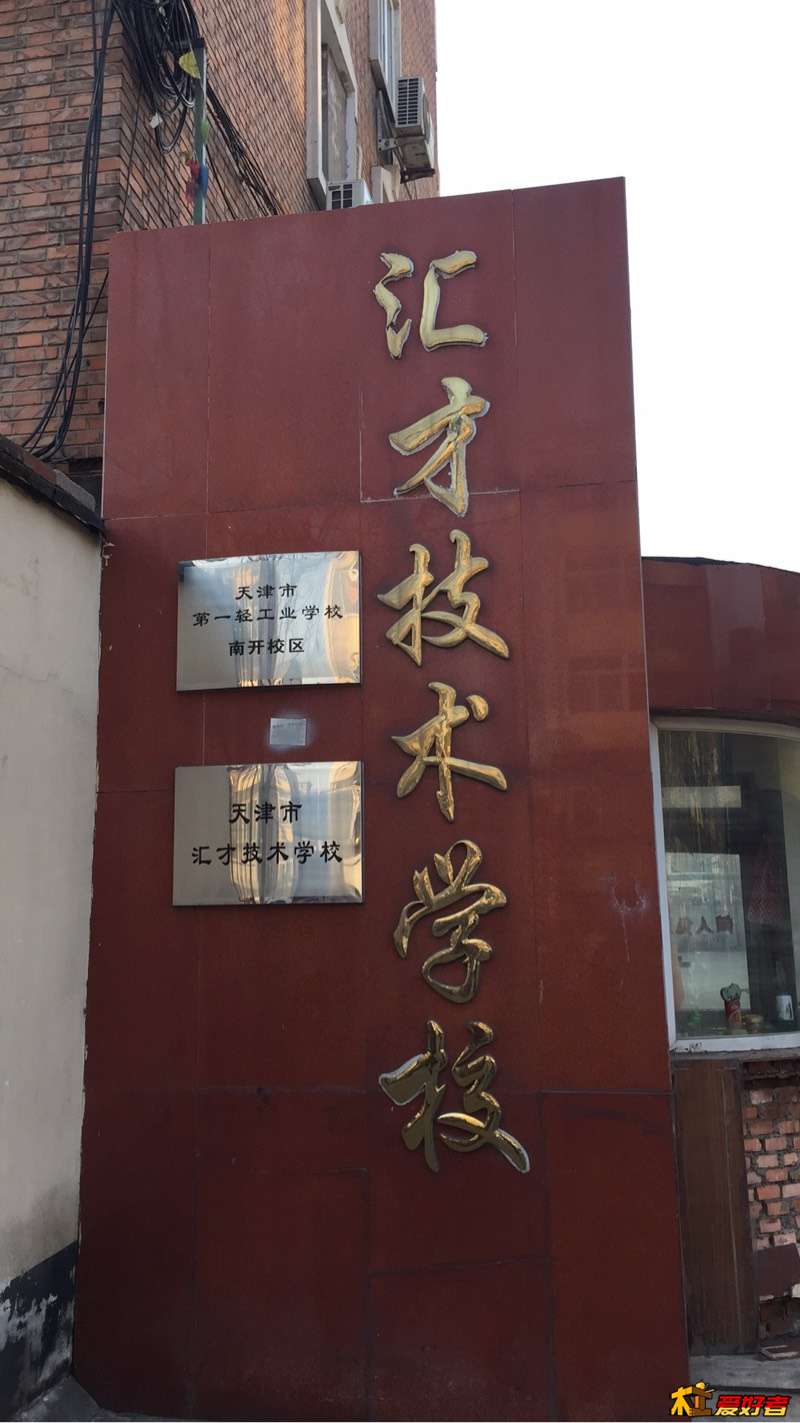 汇才技术学校
天津市
第一轻工业学校
南开校区
天津市
汇才技术学校
爱好者